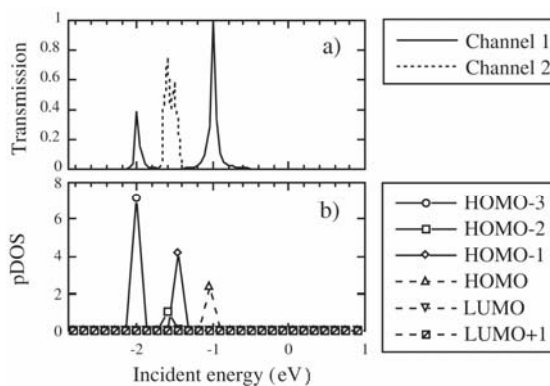 1
0.8
0.6
0.4
0.2
0
Transmission
a)
Channel 1
Channel 2
8
6
4
2
0
pDOS
b)
HOMO-3
HOMO-2
HOMO-1
HOMO
LUMO
LUMO+1
-2
-1
0
1
Incident energy (eV)